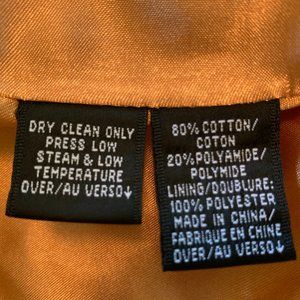 DRY CLEAN ONLY
PRESS LOW
STEAM & LOW
TEMPERATURE
OVER/AU VERSO↓
80% COTTON/
COTON
20% POLYAMIDE/
POLYMIDE
LINING/DOUBLURE:
100% POLYESTER
MADE IN CHINA/
FABRIQUE EN CHINE
OVER/AU VERSO↓